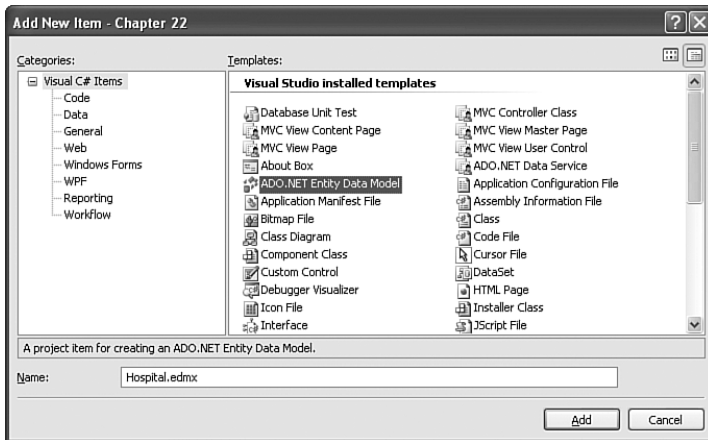 Add New Item - Chapter 22
Categories:
Templates:
Visual C# Items
Code
Data
General
Web
Windows Forms
WPF
Reporting
Workflow
Visual Studio installed templates
Database Unit Test
MVC View Content Page
MVC View Page
About Box
ADO.NET Entity Data Model
Application Manifest File
Bitmap File
Class Diagram
Component Class
Custom Control
Debugger Visualizer
Icon File
Interface
MVC Controller Class
MVC View Master Page
MVC View User Control
ADO.NET Data Service
Application Configuration File
Assembly Information File
Class
Code File
Cursor File
DataSet
HTML Page
Installer Class
JScript File
A project item for creating an ADO.NET Entity Data Model.
Name:
Hospital.edmx
Add
Cancel